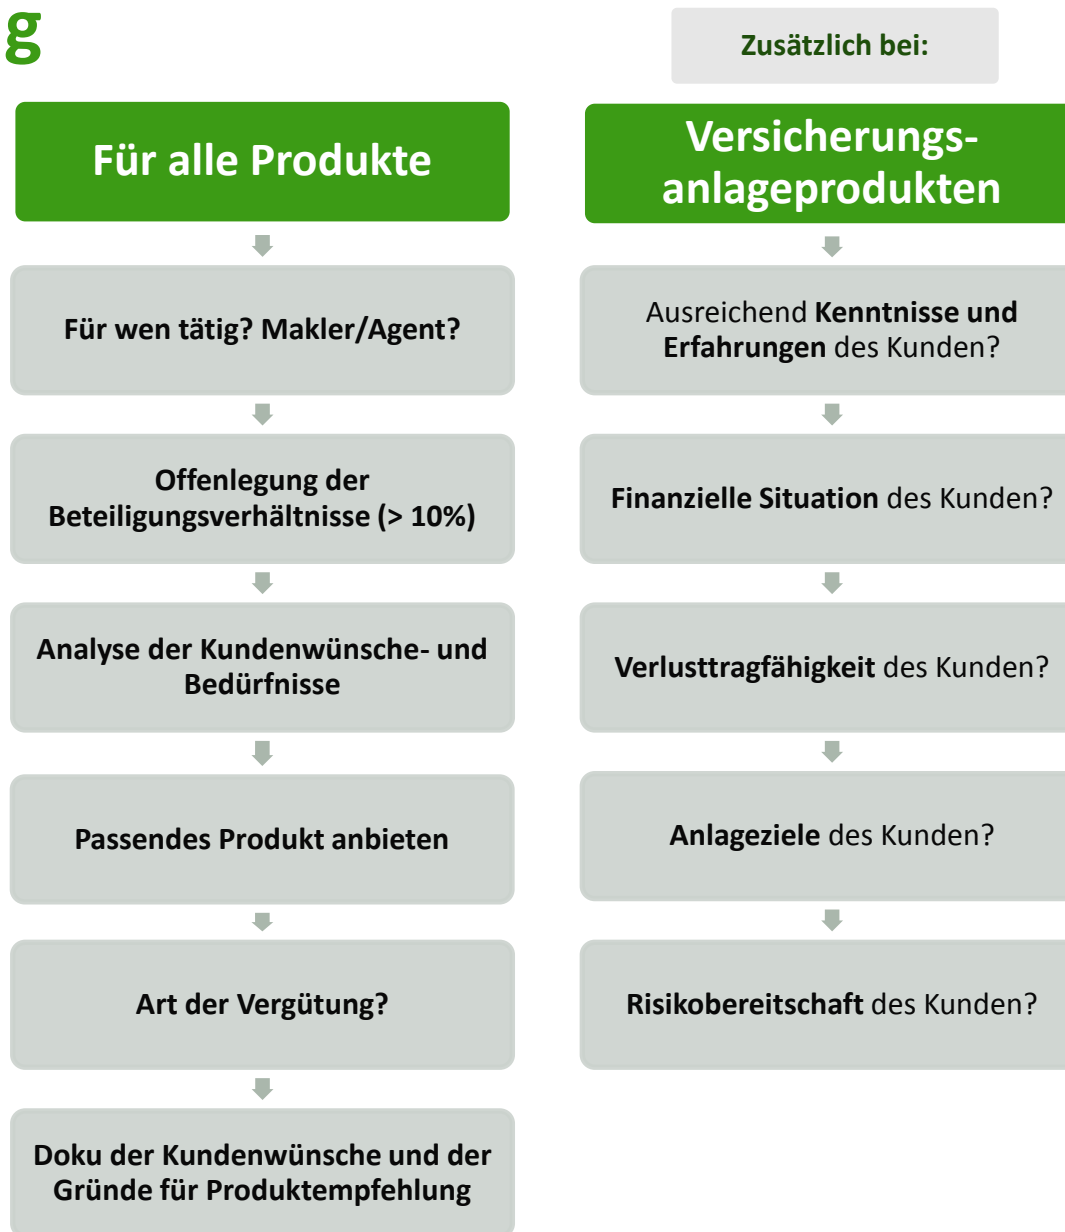 g
Zusätzlich bei:
Für alle Produkte
Für wen tätig? Makler/Agent?
Offenlegung der
Beteiligungsverhältnisse (> 10%)
Analyse der Kundenwünsche- und
Bedürfnisse
Passendes Produkt anbieten
Art der Vergütung?
Doku der Kundenwünsche und der
Gründe für Produktempfehlung
Versicherungs-
anlageprodukten
Ausreichend Kenntnisse und
Erfahrungen des Kunden?
Finanzielle Situation des Kunden?
Verlusttragfähigkeit des Kunden?
Anlageziele des Kunden?
Risikobereitschaft des Kunden?